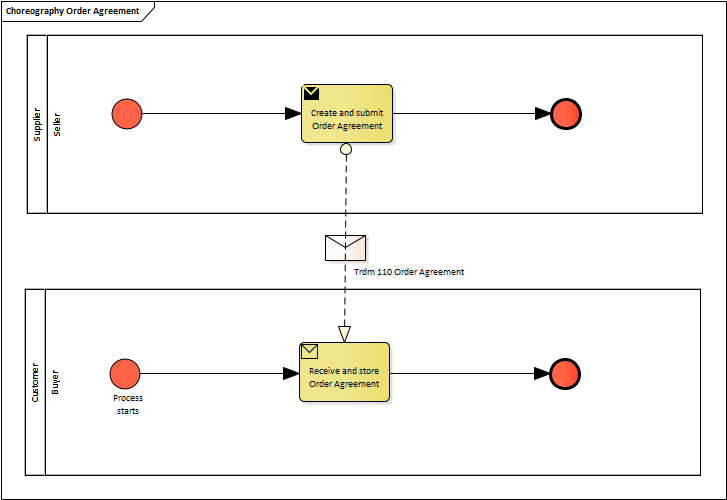 Choreography Order Agreement
Supplier
Seller
Create and submit
Order Agreement
Trdm 110 Order Agreement
Customer
Buyer
Process
starts
Receive and store
Order Agreement